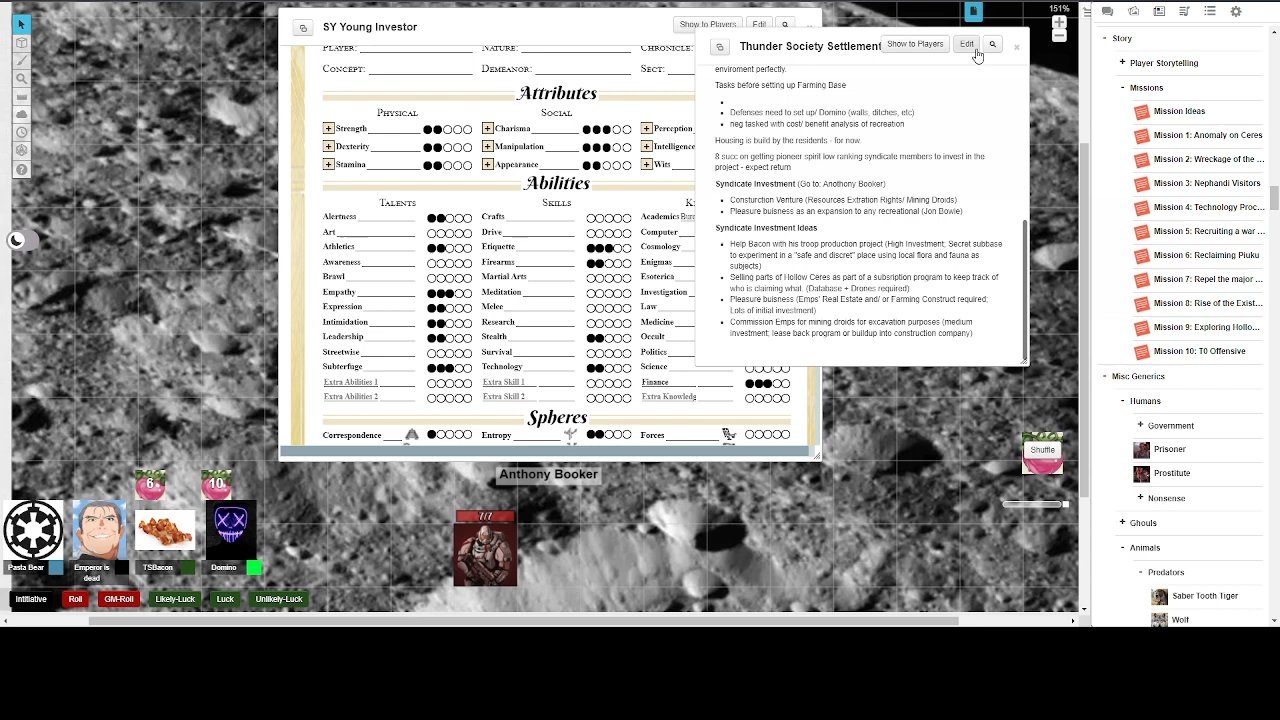 SY Young Investor
Show to Players Edit
151%
PLAYER: NATURE: CHRONICLE:
CONCEPT: DEMEANOR: SECT:
Attributes
PHYSICAL SOCIAL
Strength Charisma Perception
Dexterity Manipulation Intelligence
Stamina Appearance Wits
Abilities
TALENTS SKILLS
Alertness Crafts Academics
Art Drive Computer
Athletics Etiquette Cosmology
Awareness Firearms Enigmas
Brawl Martial Arts Esoterica
Empathy Meditation Investigation
Expression Melee Law
Intimidation Research Medicine
Leadership Stealth Occult
Streetwise Survival Politics
Subterfuge Technology Science
Extra Abilities 1 Extra Skill 1 Finance
Extra Abilities 2 Extra Skill 2 Extra Knowledg
Spheres
Correspondence Entropy Forces
Thunder Society Settlement
Show to Players Edit
enviroment perfectly.
Tasks before setting up Farming Base
Defenses need to set up/ Domino (walls, ditches, etc)
neg tasked with cost/ benefit analysis of recreation
Housing is build by the residents - for now.
8 succ on getting pioneer spirit low ranking syndicate members to invest in the
project - expect return
Syndicate Investment (Go to: Anothony Booker)
Consturction Venture (Resources Extration Rights/ Mining Droids)
Pleasure buisness as an expansion to any recreational (Jon Bowie)
Syndicate Investment Ideas
Help Bacon with his troop production project (High Investment; Secret subbase
to experiment in a "safe and discret" place using local flora and fauna as
subjects)
Selling parts of Hollow Ceres as part of a subsription program to keep track of
who is claiming what. (Database + Drones required)
Pleasure buisness (Emps' Real Estate and/ or Farming Construct required;
Lots of initial investment)
Commission Emps for mining droids for excavation purposes (medium
investment; lease back program or buildup into construction company)
Story
Player Storytelling
Missions
Mission Ideas
Mission 1: Anomaly on Ceres
Mission 2: Wreckage of the ...
Mission 3: Nephandi Visitors
Mission 4: Technology Proc...
Mission 5: Recruiting a war ...
Mission 6: Reclaiming Piuku
Mission 7: Repel the major ...
Mission 8: Rise of the Exist...
Mission 9: Exploring Hollo...
Mission 10: T0 Offensive
Misc Generics
Humans
Government
Prisoner
Prostitute
Nonsense
Ghouls
Animals
Predators
Saber Tooth Tiger
Wolf
Shuffle
Anthony Booker
7/7
6 10
Pasta Bear Emperor is dead TSBacon Domino
Intitiative Roll GM-Roll Likely-Luck Luck Unlikely-Luck